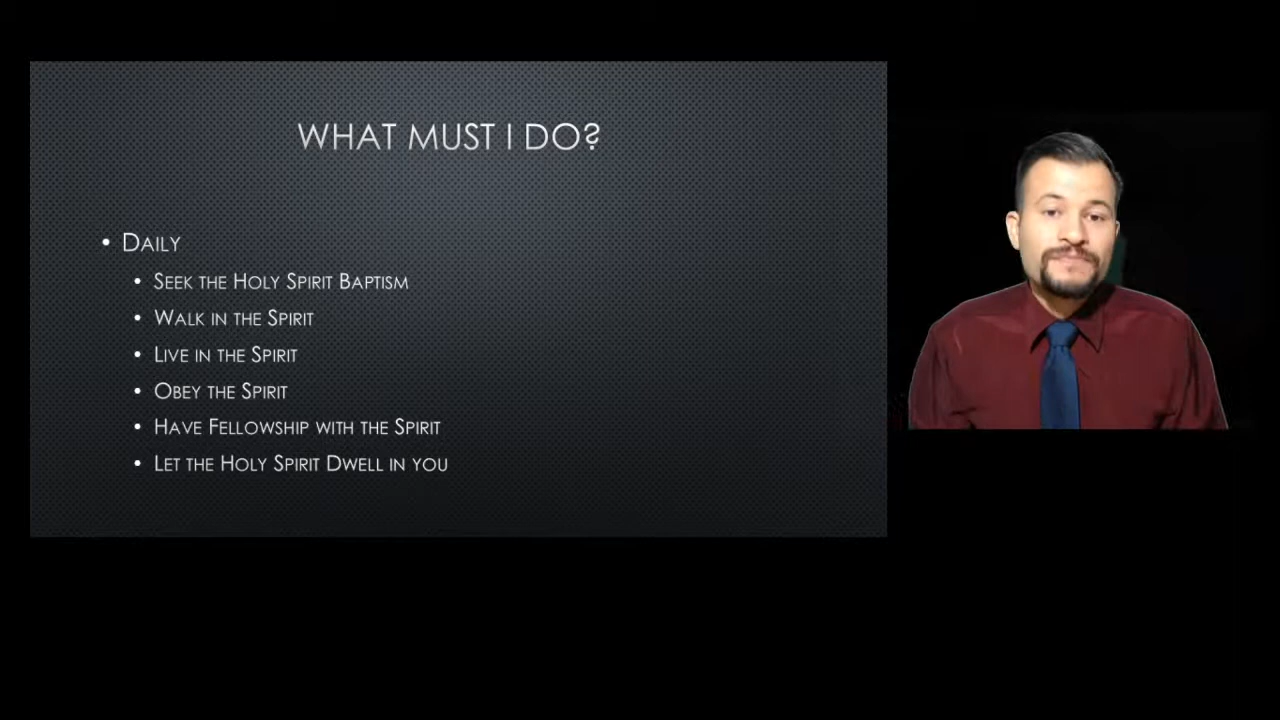 WHAT MUST I DO?
• DAILY
• SEEK THE HOLY SPIRIT BAPTISM
• WALK IN THE SPIRIT
• LIVE IN THE SPIRIT
• OBEY THE SPIRIT
• HAVE FELLOWSHIP WITH THE SPIRIT
• LET THE HOLY SPIRIT DWELL IN YOU